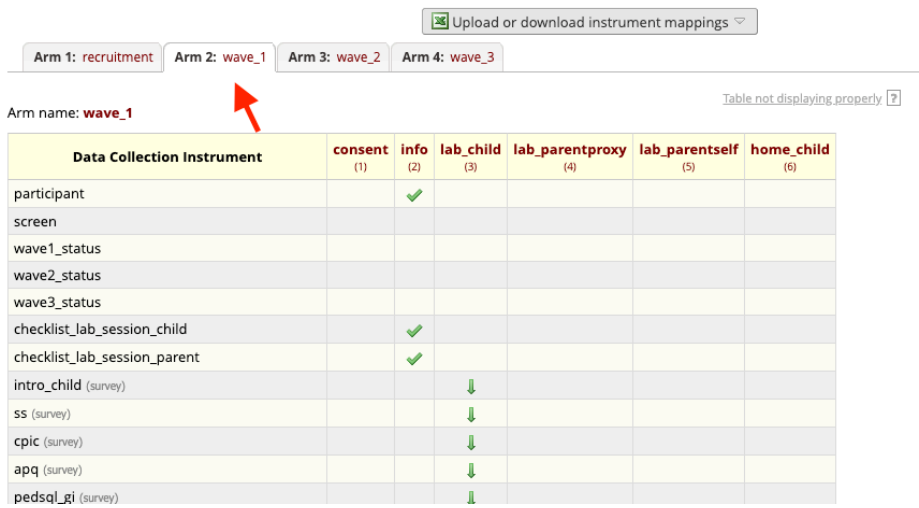 Upload or download instrument mappings
Arm 1: recruitment Arm 2: wave_1 Arm 3: wave_2 Arm 4: wave_3
Table not displaying properly ?
Arm name: wave_1
Data Collection Instrument consent info lab_child lab_parentproxy lab_parentself home_child
(1) (2) (3) (4) (5) (6)
participant
screen
wave1_status
wave2_status
wave3_status
checklist_lab_session_child
checklist_lab_session_parent
intro_child (survey)
ss (survey)
cpic (survey)
apq (survey)
pedsql_gi (survey)